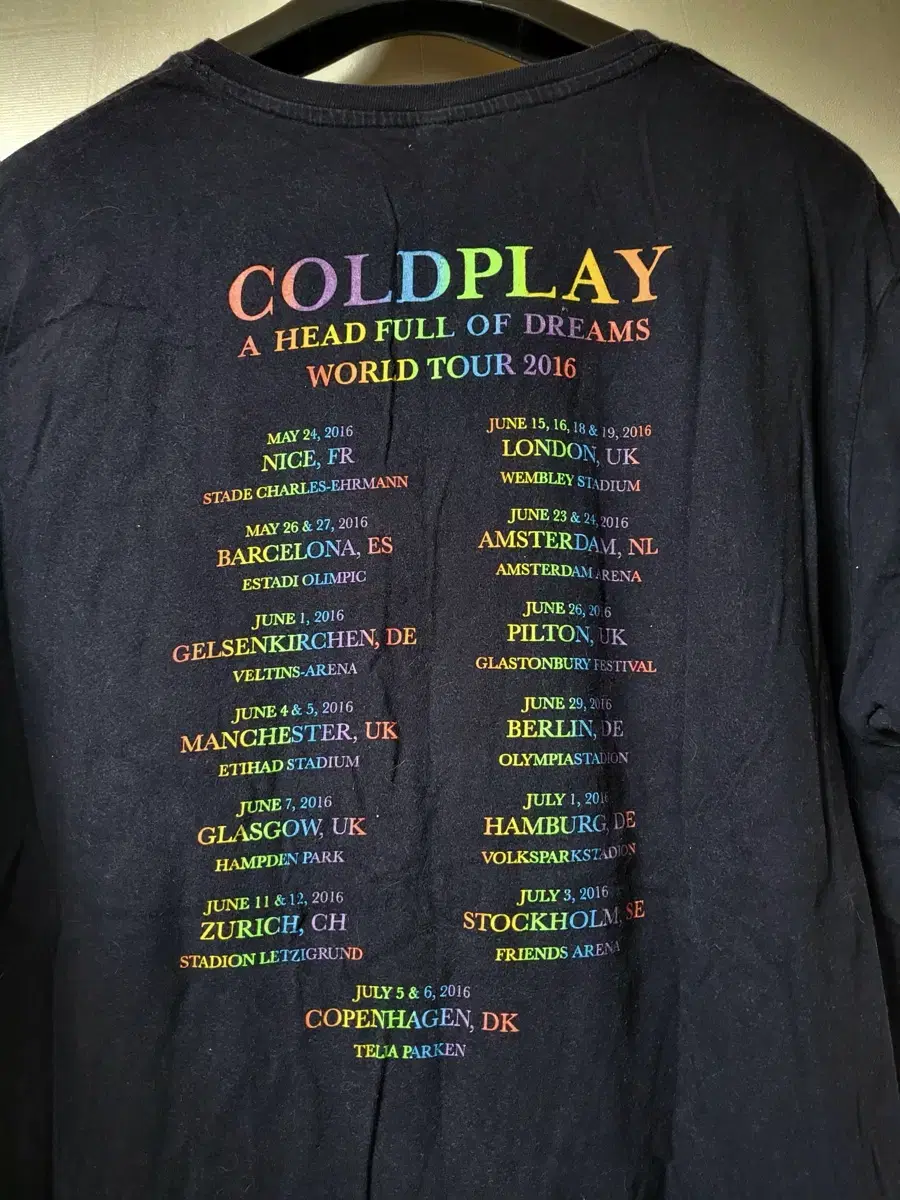 COLDPLAY
A HEAD FULL OF DREAMS
WORLD TOUR 2016
MAY 24, 2016
NICE, FR
STADE CHARLES-EHRMANN
MAY 26 & 27, 2016
BARCELONA, ES
ESTADI OLIMPIC
JUNE 1, 2016
GELSENKIRCHEN, DE
VELTINS-ARENA
JUNE 4 & 5, 2016
MANCHESTER, UK
ETIHAD STADIUM
JUNE 7, 2016
GLASGOW, UK
HAMPDEN PARK
JUNE 11 & 12, 2016
ZURICH, CH
STADION LETZIGRUND
JUNE 15, 16, 18 & 19, 2016
LONDON, UK
WEMBLEY STADIUM
JUNE 23 & 24, 2016
AMSTERDAM, NL
AMSTERDAM ARENA
JUNE 26, 2016
PILTON, UK
GLASTONBURY FESTIVAL
JUNE 29, 2016
BERLIN, DE
OLYMPIASTADION
JULY 1, 2016
HAMBURG, DE
VOLKSPARKSTADION
JULY 3, 2016
STOCKHOLM, SE
FRIENDS ARENA
JULY 5 & 6, 2016
COPENHAGEN, DK
TELIA PARKEN